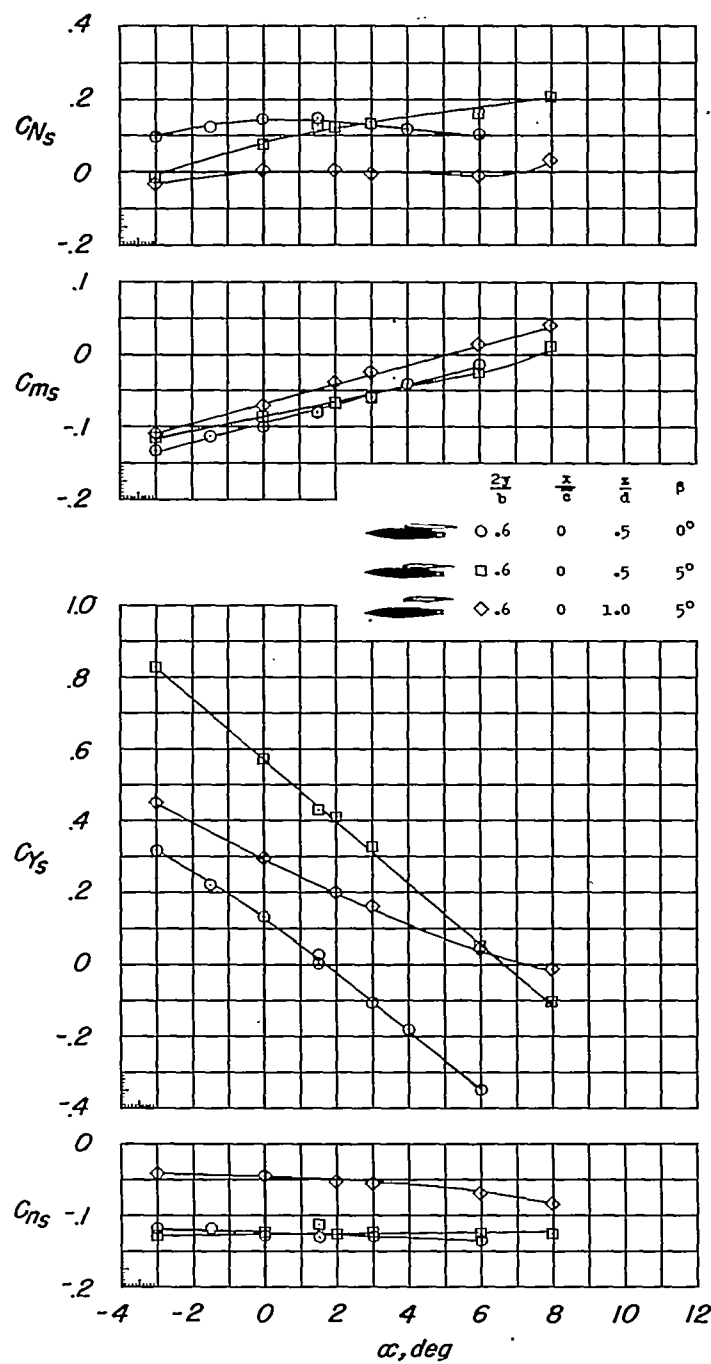 .4
.2
C_{N_s}
0
-.2
.1
0
C_{m_s}
-.1
-.2
2y/b x/c z/d β
.6 0 .5 0°
.6 0 .5 5°
.6 0 1.0 5°
1.0
.8
.6
.4
C_{Y_s}
.2
0
-.2
-.4
0
C_{n_s}
-.1
-.2
-4 -2 0 2 4 6 8 10 12
α, deg